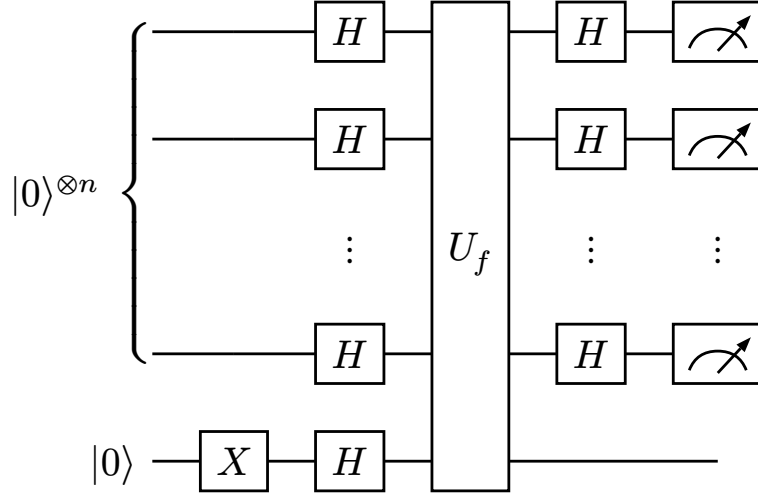 H H
H H
|0⟩^{⊗n}
⋮ U_f ⋮ ⋮
H H
|0⟩ X H